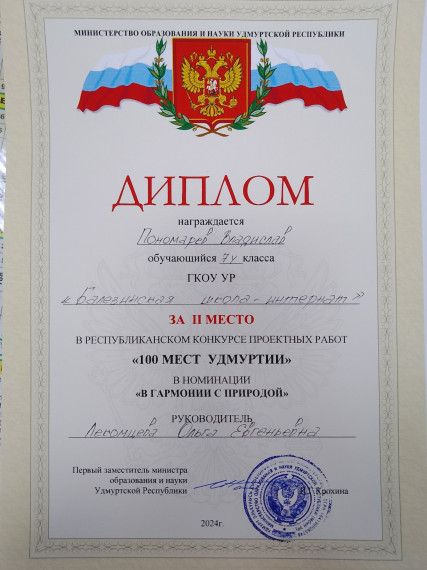 МИНИСТЕРСТВО ОБРАЗОВАНИЯ И НАУКИ УДМУРТСКОЙ РЕСПУБЛИКИ
ДИПЛОМ
награждается
Пономарев Владислав
обучающийся 7у класса
ГКОУ УР
«Балезинская школа-интернат»
ЗА II МЕСТО
В РЕСПУБЛИКАНСКОМ КОНКУРСЕ ПРОЕКТНЫХ РАБОТ
«100 МЕСТ УДМУРТИИ»
В НОМИНАЦИИ
«В ГАРМОНИИ С ПРИРОДОЙ»
РУКОВОДИТЕЛЬ
Лекомцева Ольга Евгеньевна
Первый заместитель министра
образования и науки
Удмуртской Республики
Крохина
2024г.